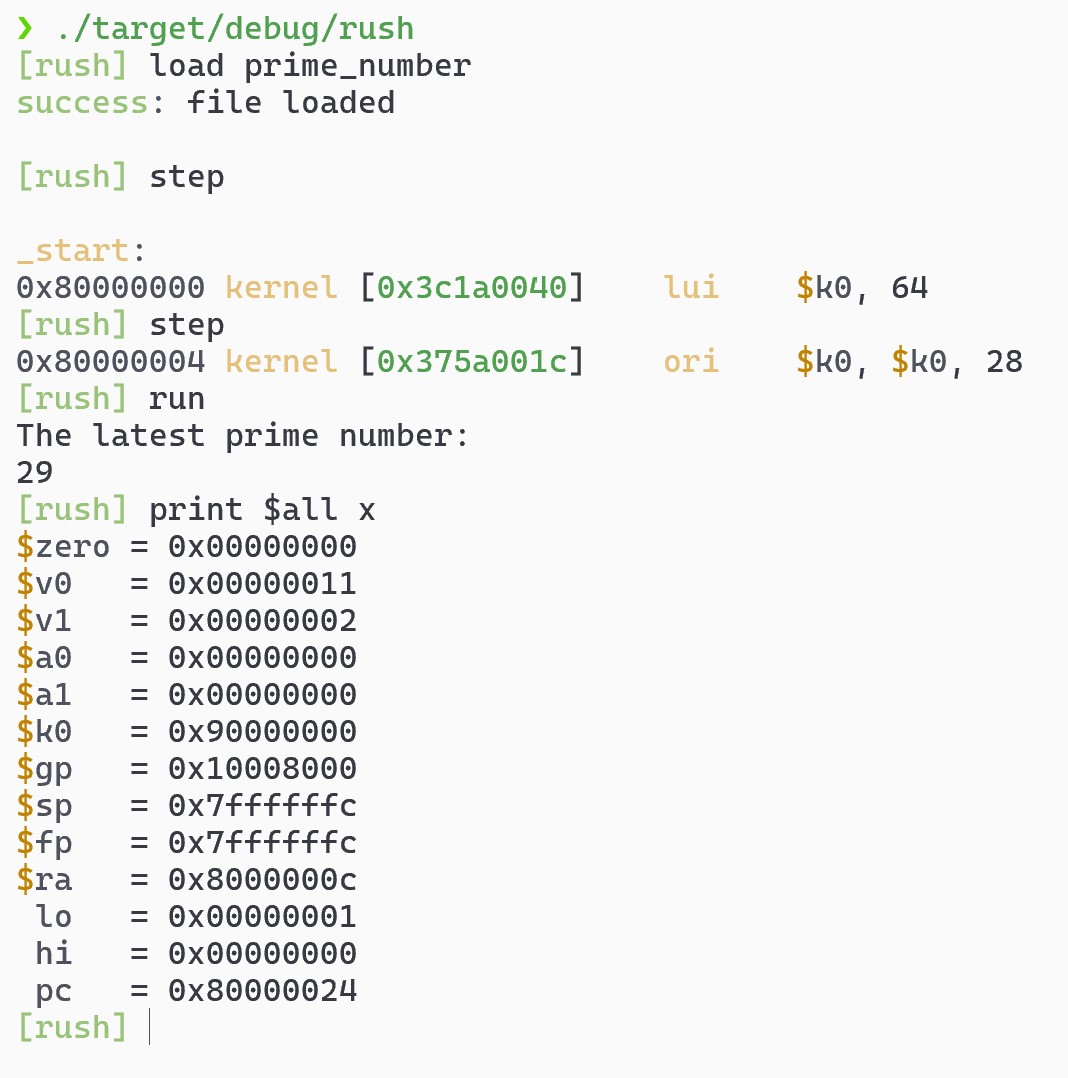 ❯ ./target/debug/rush
[rush] load prime_number
success: file loaded
[rush] step
_start:
0x80000000 kernel [0x3c1a0040]    lui    $k0, 64
[rush] step
0x80000004 kernel [0x375a001c]    ori    $k0, $k0, 28
[rush] run
The latest prime number:
29
[rush] print $all x
$zero = 0x00000000
$v0   = 0x00000011
$v1   = 0x00000002
$a0   = 0x00000000
$a1   = 0x00000000
$k0   = 0x90000000
$gp   = 0x10008000
$sp   = 0x7ffffffc
$fp   = 0x7ffffffc
$ra   = 0x8000000c
 lo   = 0x00000001
 hi   = 0x00000000
 pc   = 0x80000024
[rush]